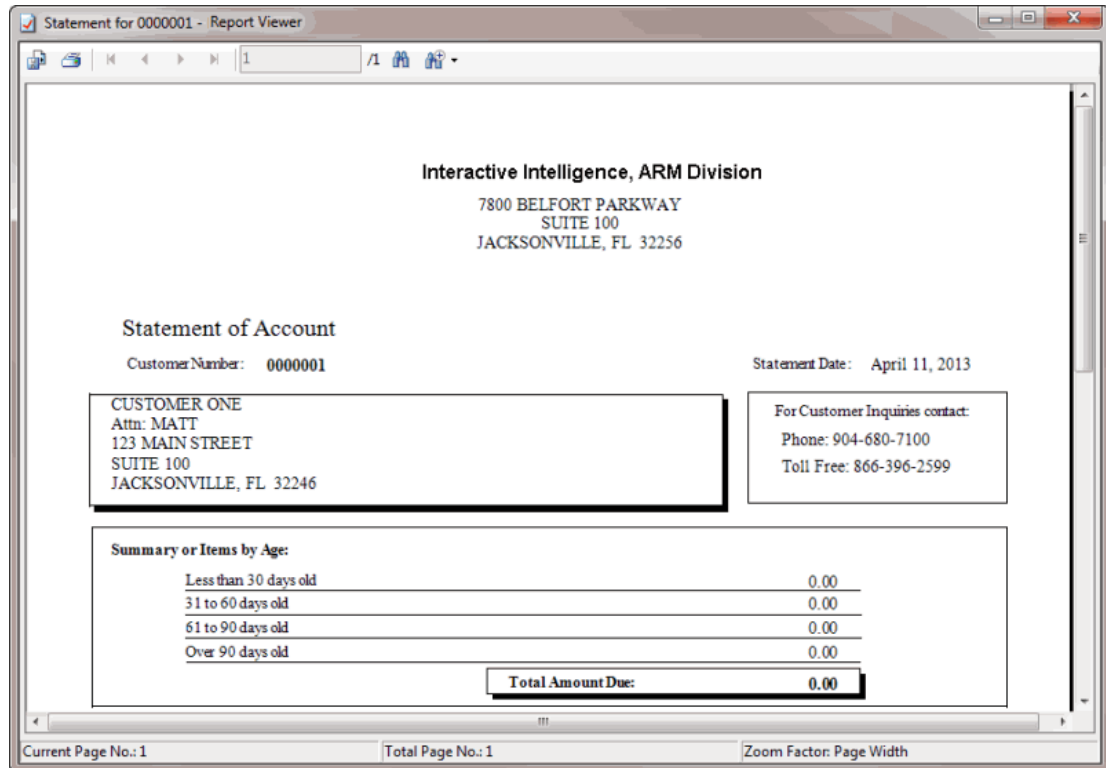 Statement for 0000001 - Report Viewer
1 /1
Interactive Intelligence, ARM Division
7800 BELFORT PARKWAY
SUITE 100
JACKSONVILLE, FL 32256
Statement of Account
Customer Number: 0000001 Statement Date: April 11, 2013
CUSTOMER ONE
Attn: MATT
123 MAIN STREET
SUITE 100
JACKSONVILLE, FL 32246
For Customer Inquiries contact:
Phone: 904-680-7100
Toll Free: 866-396-2599
Summary or Items by Age:
Less than 30 days old 0.00
31 to 60 days old 0.00
61 to 90 days old 0.00
Over 90 days old 0.00
Total Amount Due: 0.00
Current Page No.: 1 Total Page No.: 1 Zoom Factor: Page Width